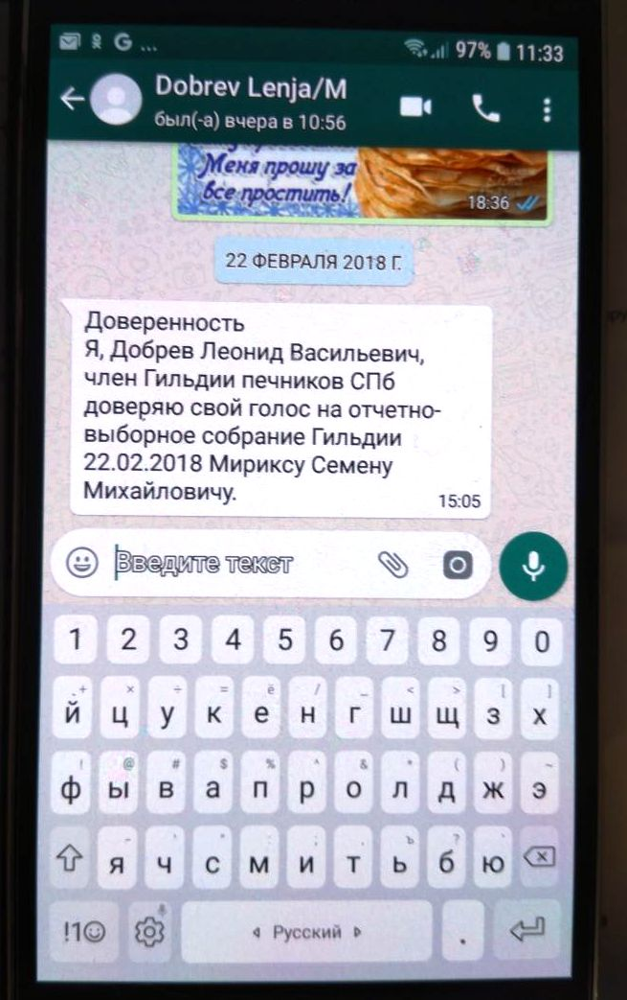 G ... 97% 11:33
Dobrev Lenja/M
был(-а) вчера в 10:56
Меня прошу за
все простить!
18:36
22 ФЕВРАЛЯ 2018 Г.
Доверенность
Я, Добрев Леонид Васильевич,
член Гильдии печников СПб
доверяю свой голос на отчетно-
выборное собрание Гильдии
22.02.2018 Мириксу Семену
Михайловичу.
15:05
Введите текст
1 2 3 4 5 6 7 8 9 0
+ × ÷ = ё / _ < > [ ]
й ц у к е н г ш щ з х
! @ # $ % ^ & * ( ) ~
ф ы в а п р о л д ж э
ъ ?
я ч с м и т ь б ю
!1☺ Русский .